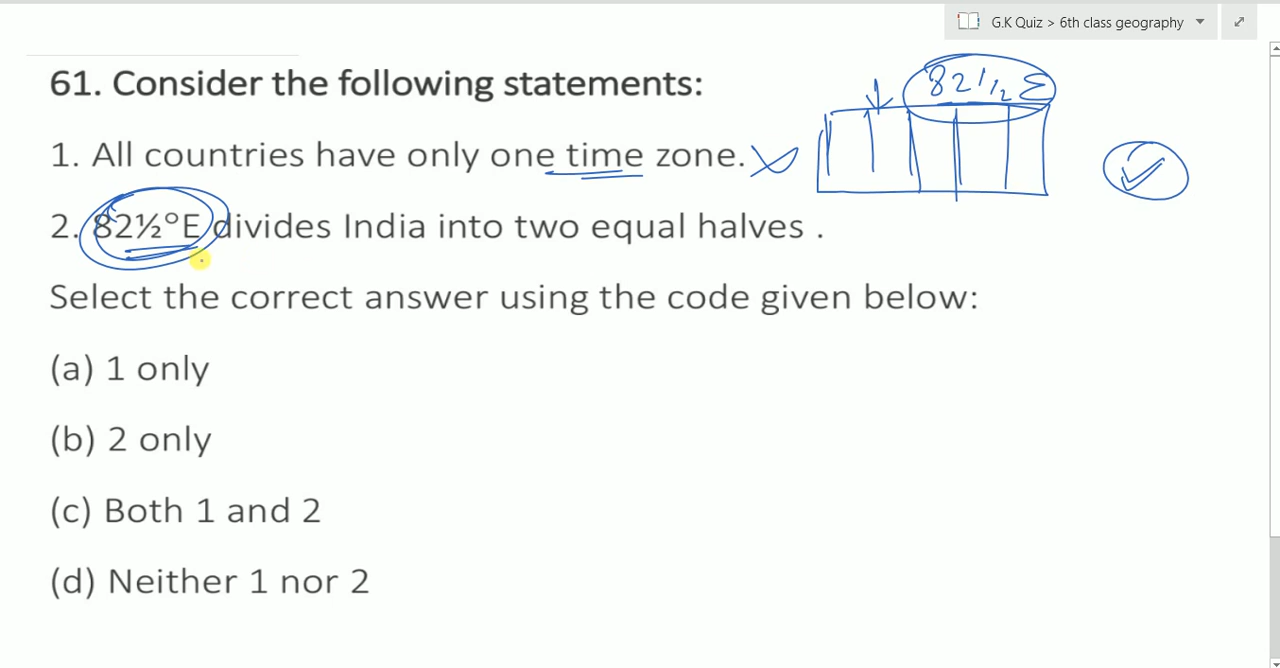 G.K Quiz > 6th class geography
61. Consider the following statements:
82 1/2 E
1. All countries have only one time zone.
2. 82½°E divides India into two equal halves .
Select the correct answer using the code given below:
(a) 1 only
(b) 2 only
(c) Both 1 and 2
(d) Neither 1 nor 2